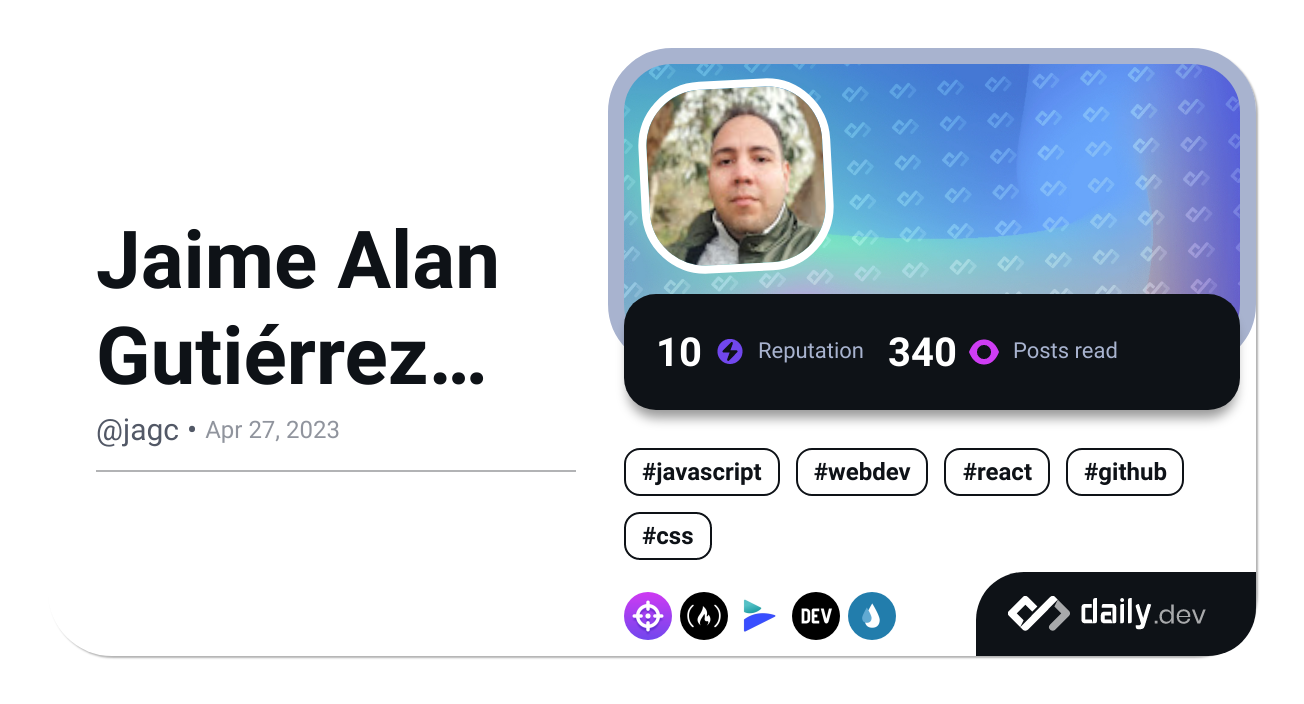 Jaime Alan
Gutiérrez...
@jagc • Apr 27, 2023
10 Reputation 340 Posts read
#javascript #webdev #react #github
#css
DEV
daily.dev